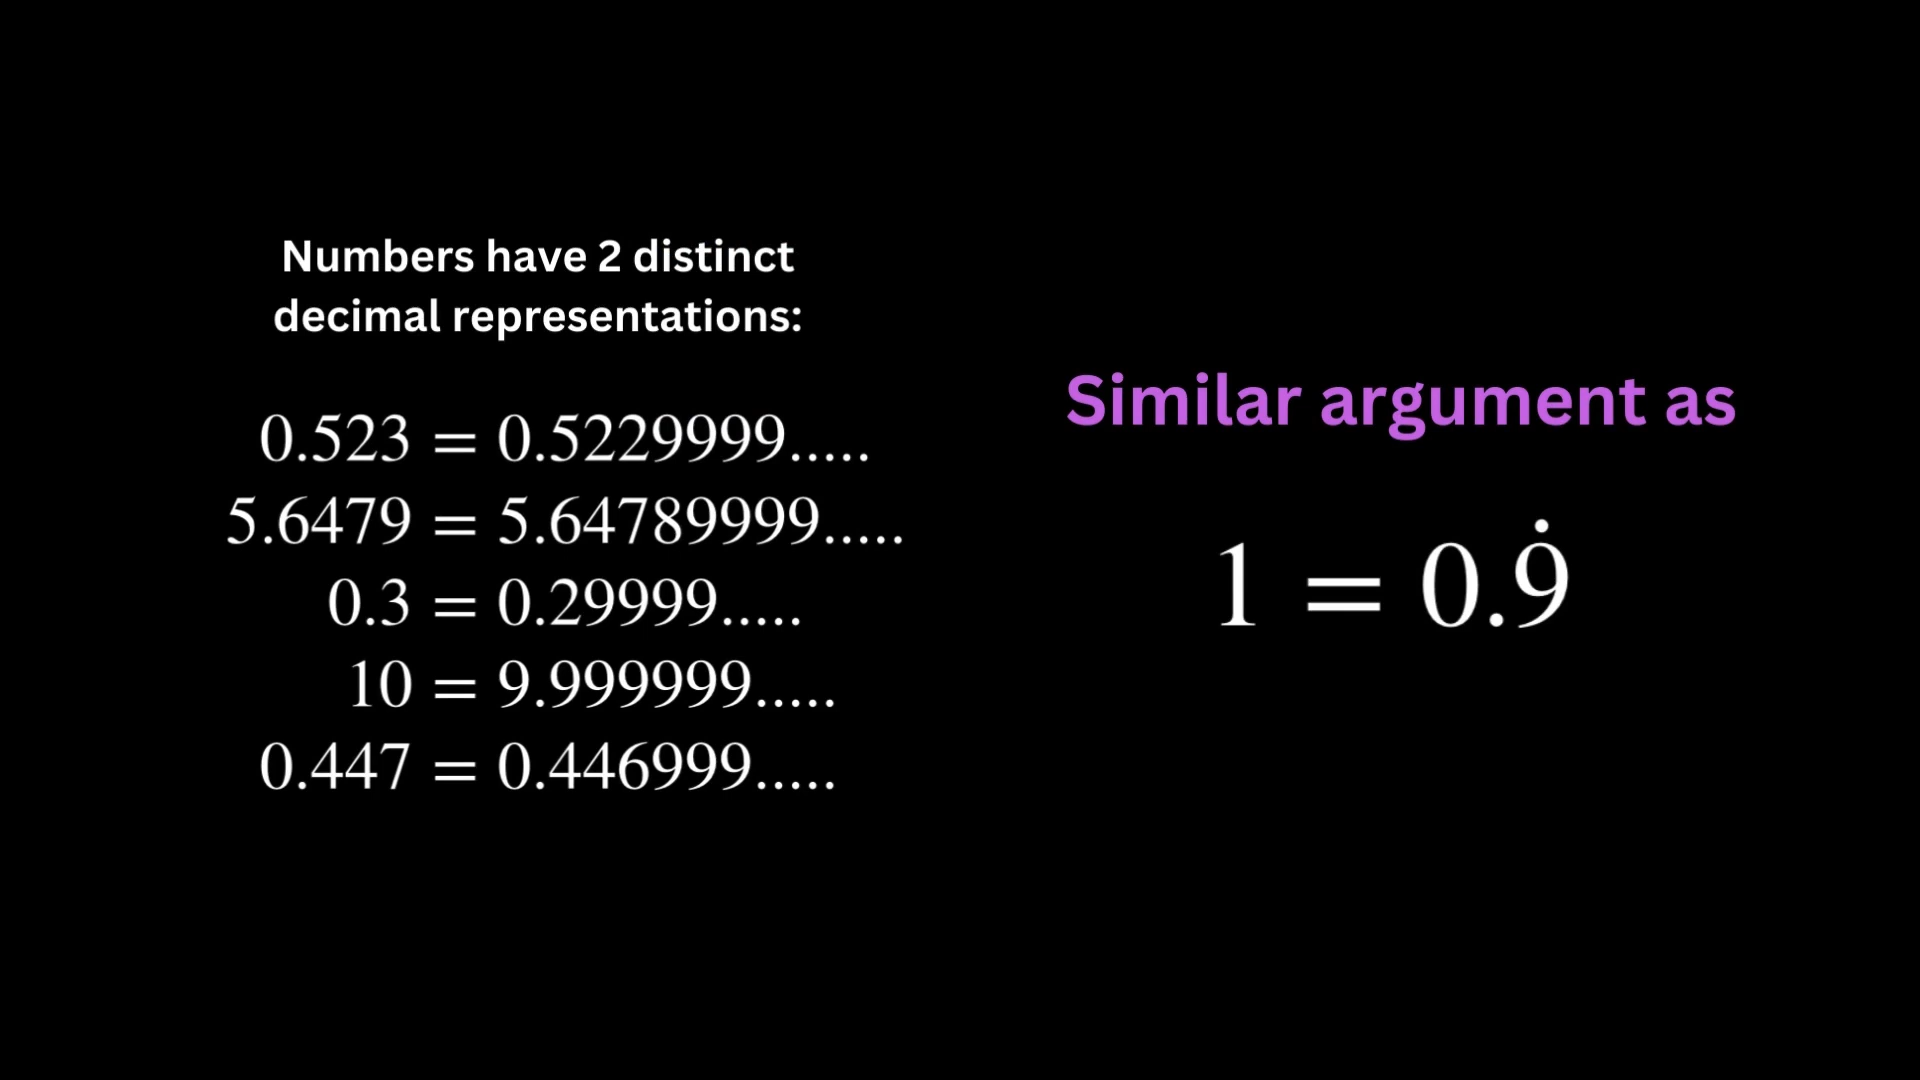 Numbers have 2 distinct
decimal representations:
0.523 = 0.5229999.....
5.6479 = 5.64789999.....
0.3 = 0.29999.....
10 = 9.999999.....
0.447 = 0.446999.....
Similar argument as
1 = 0.9̇